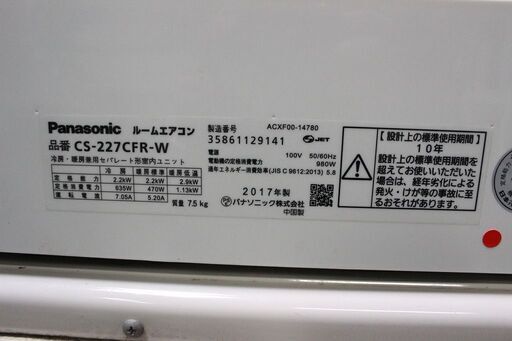 Panasonic ルームエアコン
品番 CS-227CFR-W
冷房・暖房兼用セパレート形室内ユニット
冷房 暖房標準 暖房低温
定格能力 2.2kW 2.2kW 2.9kW
定格消費電力 635W 470W 1.13kW
運転電流 7.05A 5.20A
質量 7.5kg
製造番号 ACXF00-14780
35861129141 JET
電源 100V 50/60Hz
電動機の定格消費電力 980W
通年エネルギー消費効率(JIS C 9612:2013) 5.8
2017年製
パナソニック株式会社
中国製
【設計上の標準使用期間】
10年
設計上の標準使用期間を
超えてお使いいただいた
場合は、経年劣化による
発火・けが等の事故に至
るおそれがあります。